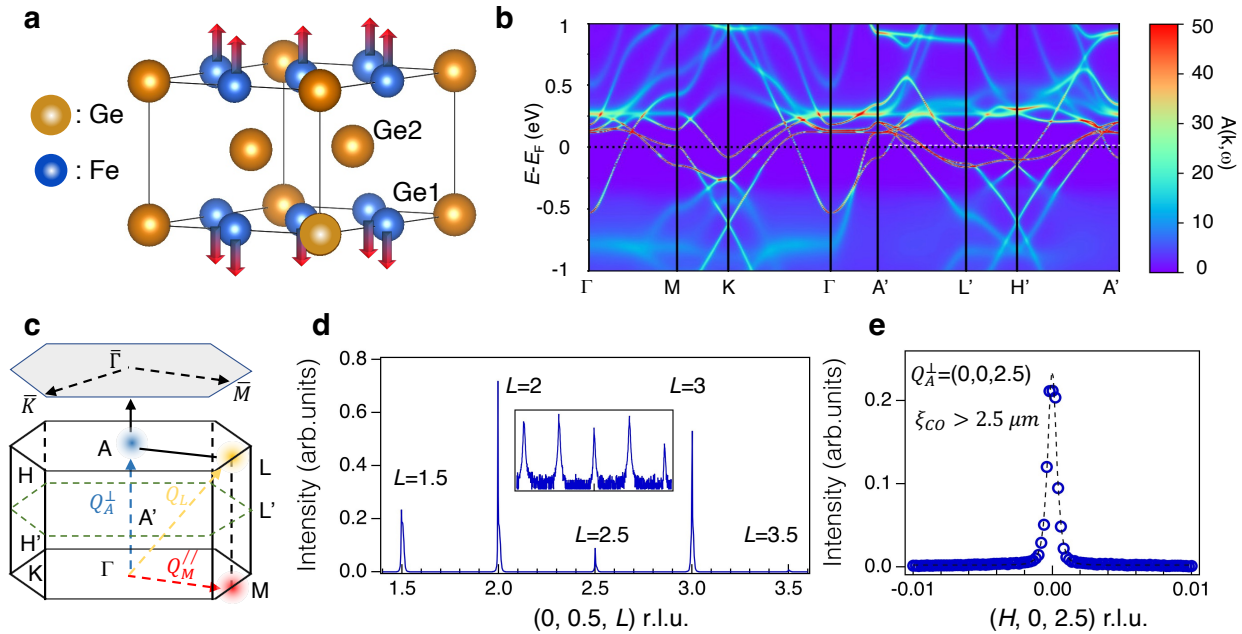 a
: Ge
: Fe
Ge2
Ge1
b
E-E_F (eV)
1
0.5
0
-0.5
-1
Γ M K Γ A' L' H' A'
50
40
30
20
10
0
A(k,ω)
c
Γ̅
K̅
M̅
A
H
L
Q_A^⊥
Q_L
A'
L'
H'
K
Γ
Q_M^//
M
d
Intensity (arb.units)
0.8
0.6
0.4
0.2
0.0
L=1.5
L=2
L=2.5
L=3
L=3.5
1.5 2.0 2.5 3.0 3.5
(0, 0.5, L) r.l.u.
e
Intensity (arb.units)
0.2
0.1
0.0
Q_A^⊥=(0,0,2.5)
ξ_CO > 2.5 μm
-0.01 0.00 0.01
(H, 0, 2.5) r.l.u.